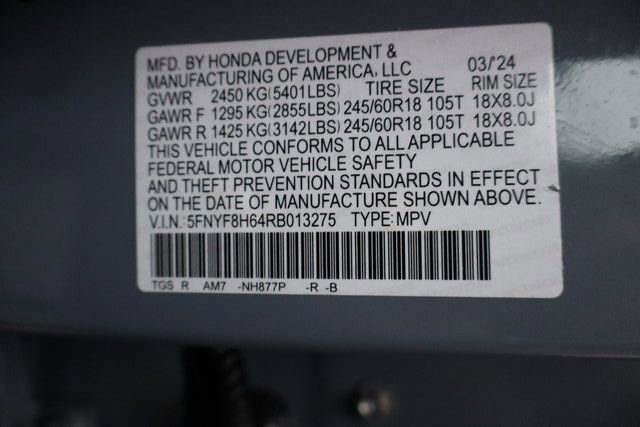 MFD. BY HONDA DEVELOPMENT &
MANUFACTURING OF AMERICA, LLC 03/'24
GVWR 2450 KG(5401LBS) TIRE SIZE RIM SIZE
GAWR F 1295 KG(2855LBS) 245/60R18 105T 18X8.0J
GAWR R 1425 KG(3142LBS) 245/60R18 105T 18X8.0J
THIS VEHICLE CONFORMS TO ALL APPLICABLE
FEDERAL MOTOR VEHICLE SAFETY
AND THEFT PREVENTION STANDARDS IN EFFECT
ON THE DATE OF MANUFACTURE SHOWN ABOVE.
V.I.N.: 5FNYF8H64RB013275 TYPE: MPV
TGS R AM7 -NH877P -R -B